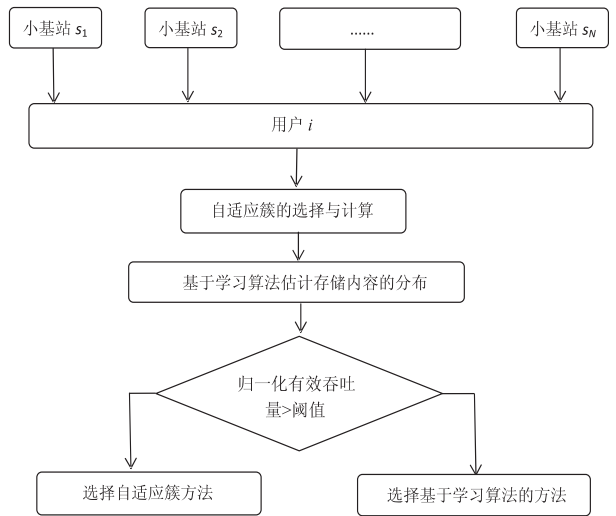 小基站 s1
小基站 s2
......
小基站 sN
用户 i
自适应簇的选择与计算
基于学习算法估计存储内容的分布
归一化有效吞吐
量>阈值
选择自适应簇方法
选择基于学习算法的方法